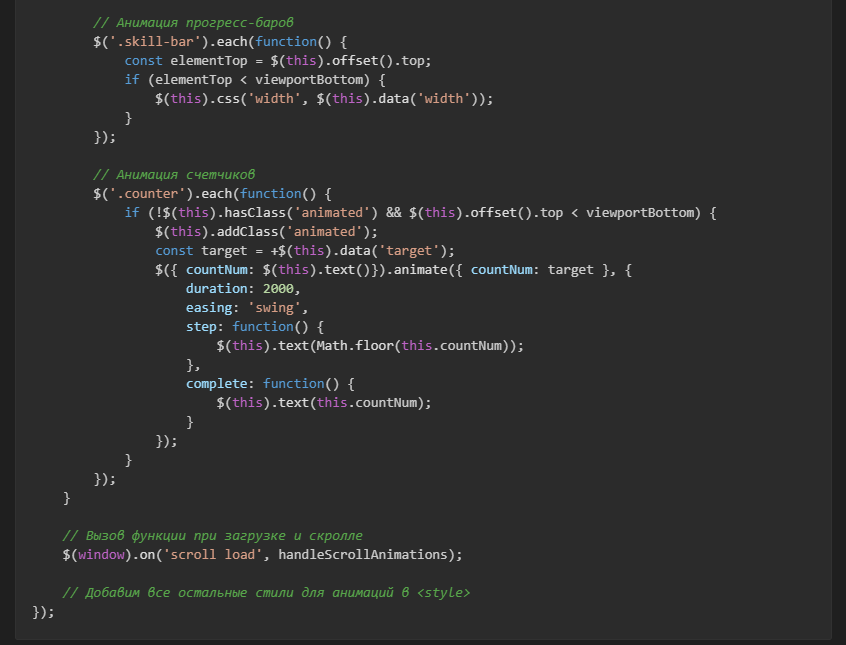 // Анимация прогресс-баров
$('.skill-bar').each(function() {
const elementTop = $(this).offset().top;
if (elementTop < viewportBottom) {
$(this).css('width', $(this).data('width'));
}
});
// Анимация счетчиков
$('.counter').each(function() {
if (!$(this).hasClass('animated') && $(this).offset().top < viewportBottom) {
$(this).addClass('animated');
const target = +$(this).data('target');
$({ countNum: $(this).text()}).animate({ countNum: target }, {
duration: 2000,
easing: 'swing',
step: function() {
$(this).text(Math.floor(this.countNum));
},
complete: function() {
$(this).text(this.countNum);
}
});
}
});
}
// Вызов функции при загрузке и скролле
$(window).on('scroll load', handleScrollAnimations);
// Добавим все остальные стили для анимаций в <style>
});